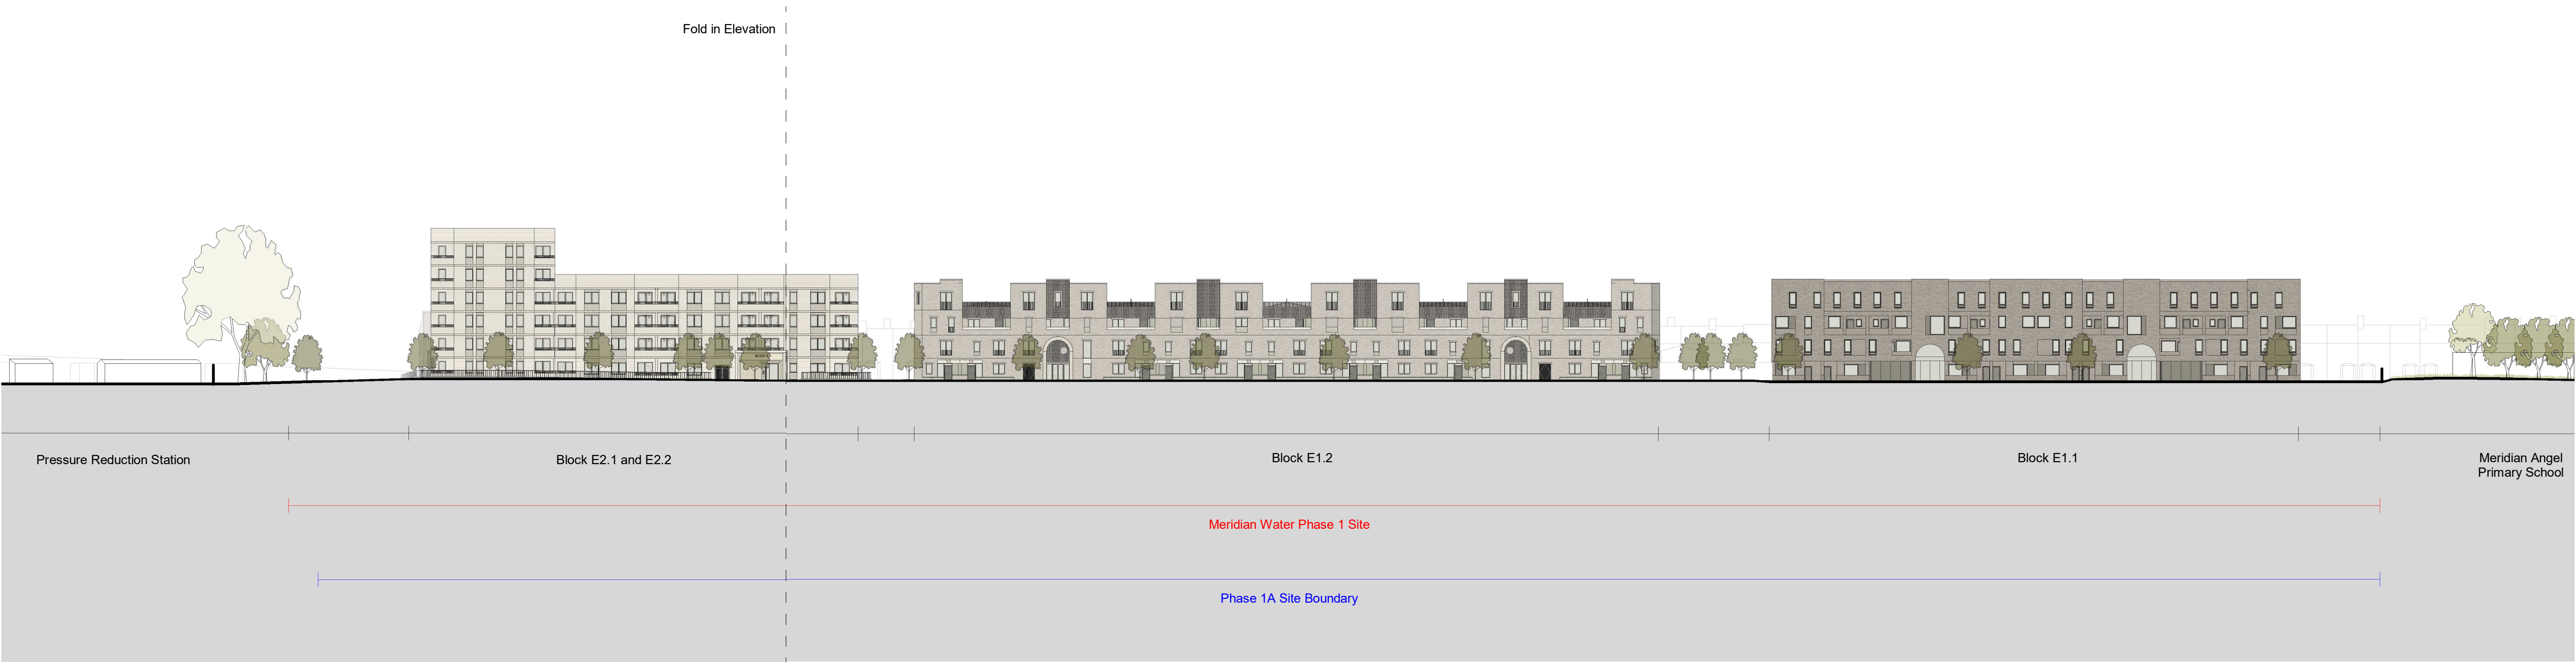 Fold in Elevation
Pressure Reduction Station
Block E2.1 and E2.2
Block E1.2
Block E1.1
Meridian Angel
Primary School
Meridian Water Phase 1 Site
Phase 1A Site Boundary